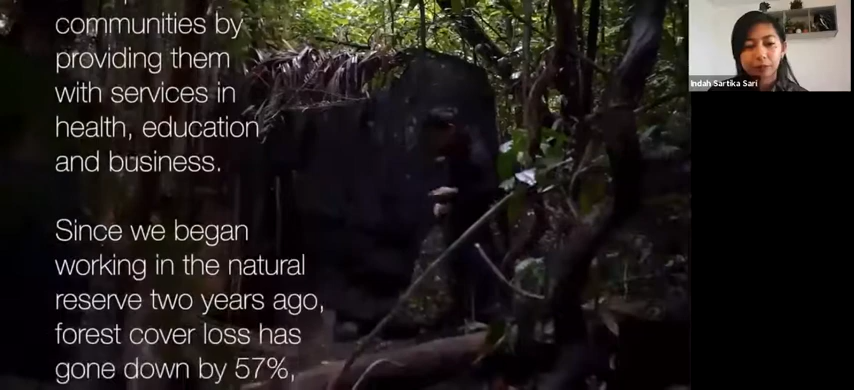 communities by
providing them
with services in
health, education
and business.
Since we began
working in the natural
reserve two years ago,
forest cover loss has
gone down by 57%,
Indah Sartika Sari